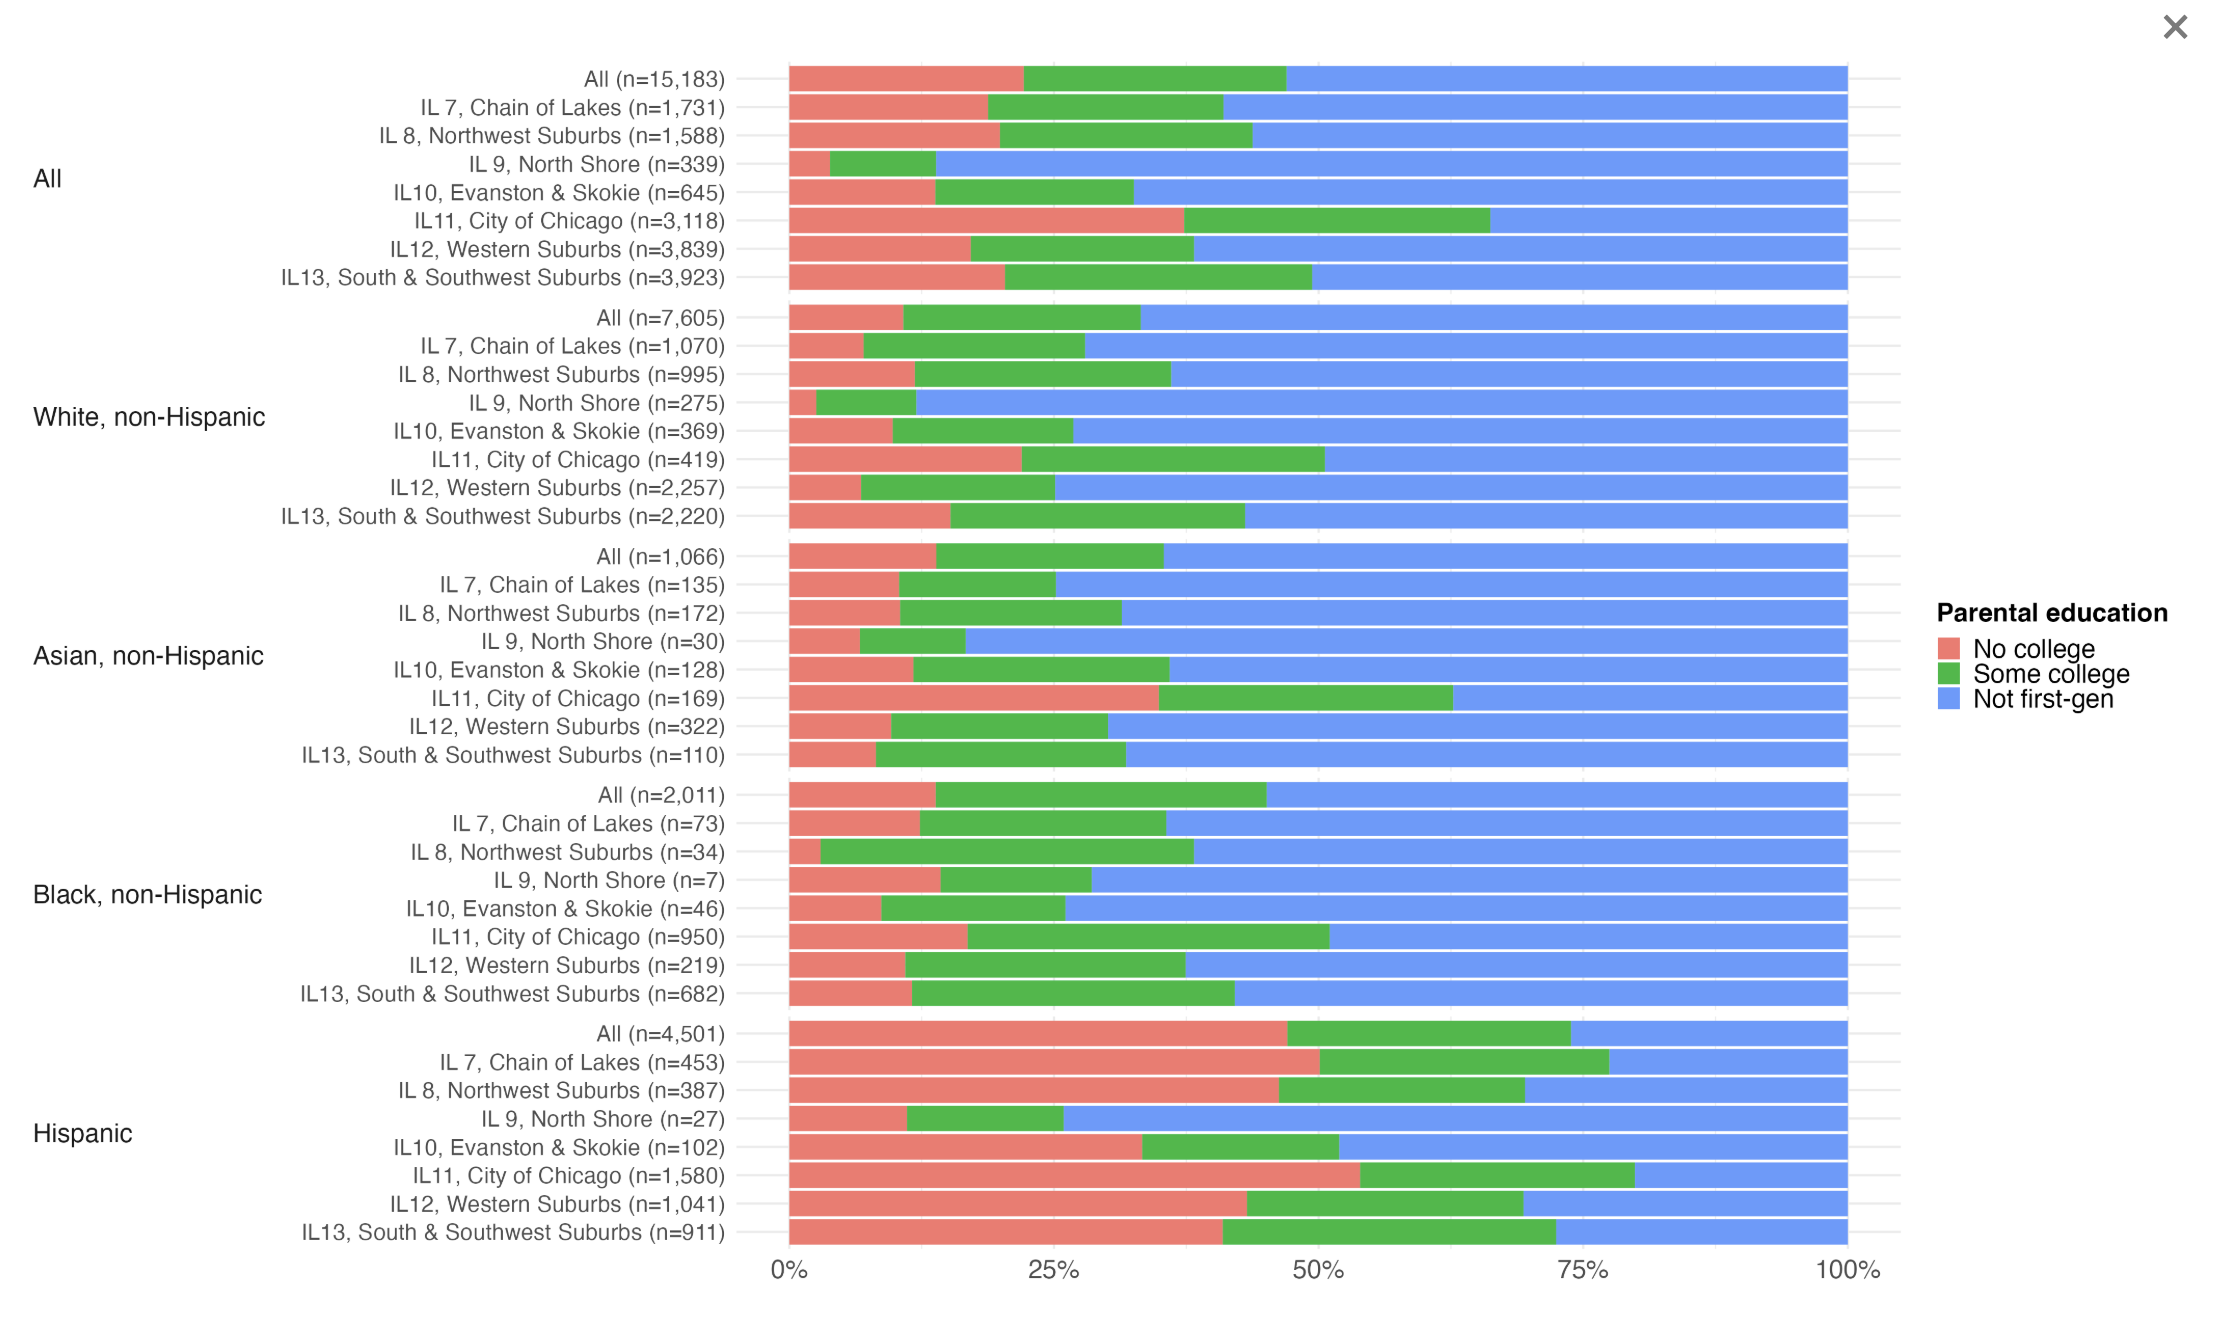 ✕
All
All (n=15,183)
IL 7, Chain of Lakes (n=1,731)
IL 8, Northwest Suburbs (n=1,588)
IL 9, North Shore (n=339)
IL10, Evanston & Skokie (n=645)
IL11, City of Chicago (n=3,118)
IL12, Western Suburbs (n=3,839)
IL13, South & Southwest Suburbs (n=3,923)
White, non-Hispanic
All (n=7,605)
IL 7, Chain of Lakes (n=1,070)
IL 8, Northwest Suburbs (n=995)
IL 9, North Shore (n=275)
IL10, Evanston & Skokie (n=369)
IL11, City of Chicago (n=419)
IL12, Western Suburbs (n=2,257)
IL13, South & Southwest Suburbs (n=2,220)
Asian, non-Hispanic
All (n=1,066)
IL 7, Chain of Lakes (n=135)
IL 8, Northwest Suburbs (n=172)
IL 9, North Shore (n=30)
IL10, Evanston & Skokie (n=128)
IL11, City of Chicago (n=169)
IL12, Western Suburbs (n=322)
IL13, South & Southwest Suburbs (n=110)
Black, non-Hispanic
All (n=2,011)
IL 7, Chain of Lakes (n=73)
IL 8, Northwest Suburbs (n=34)
IL 9, North Shore (n=7)
IL10, Evanston & Skokie (n=46)
IL11, City of Chicago (n=950)
IL12, Western Suburbs (n=219)
IL13, South & Southwest Suburbs (n=682)
Hispanic
All (n=4,501)
IL 7, Chain of Lakes (n=453)
IL 8, Northwest Suburbs (n=387)
IL 9, North Shore (n=27)
IL10, Evanston & Skokie (n=102)
IL11, City of Chicago (n=1,580)
IL12, Western Suburbs (n=1,041)
IL13, South & Southwest Suburbs (n=911)
0% 25% 50% 75% 100%
Parental education
No college
Some college
Not first-gen